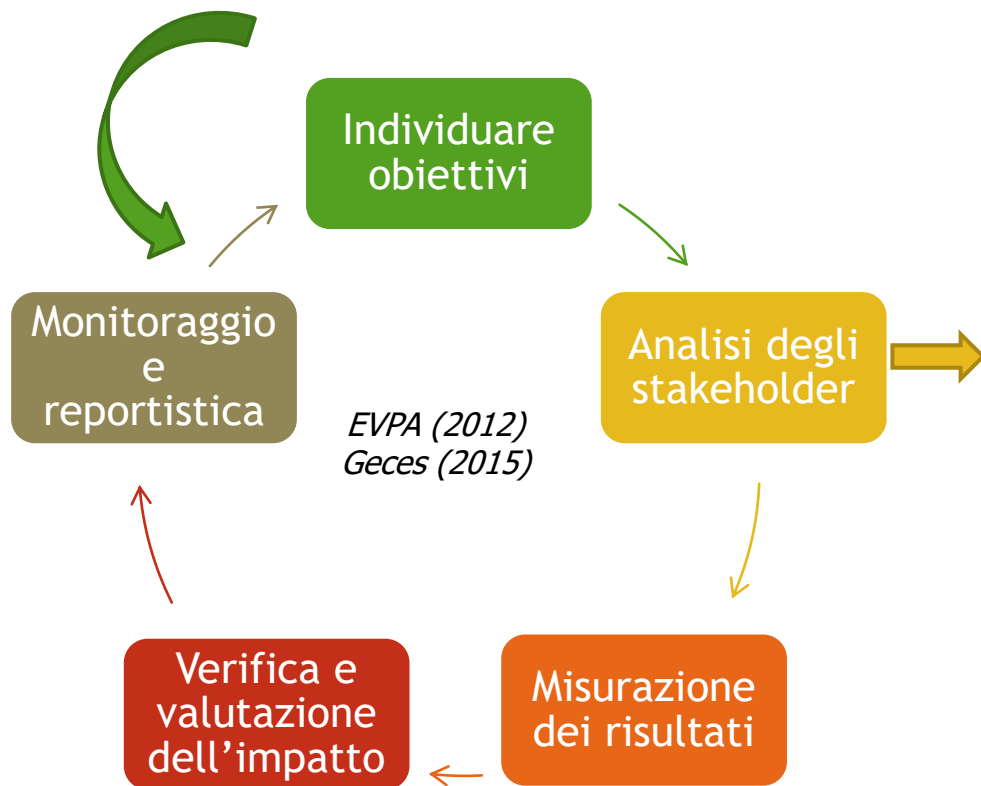 Individuare
obiettivi
Analisi degli
stakeholder
Misurazione
dei risultati
Verifica e
valutazione
dell’impatto
Monitoraggio
e
reportistica
EVPA (2012)
Geces (2015)